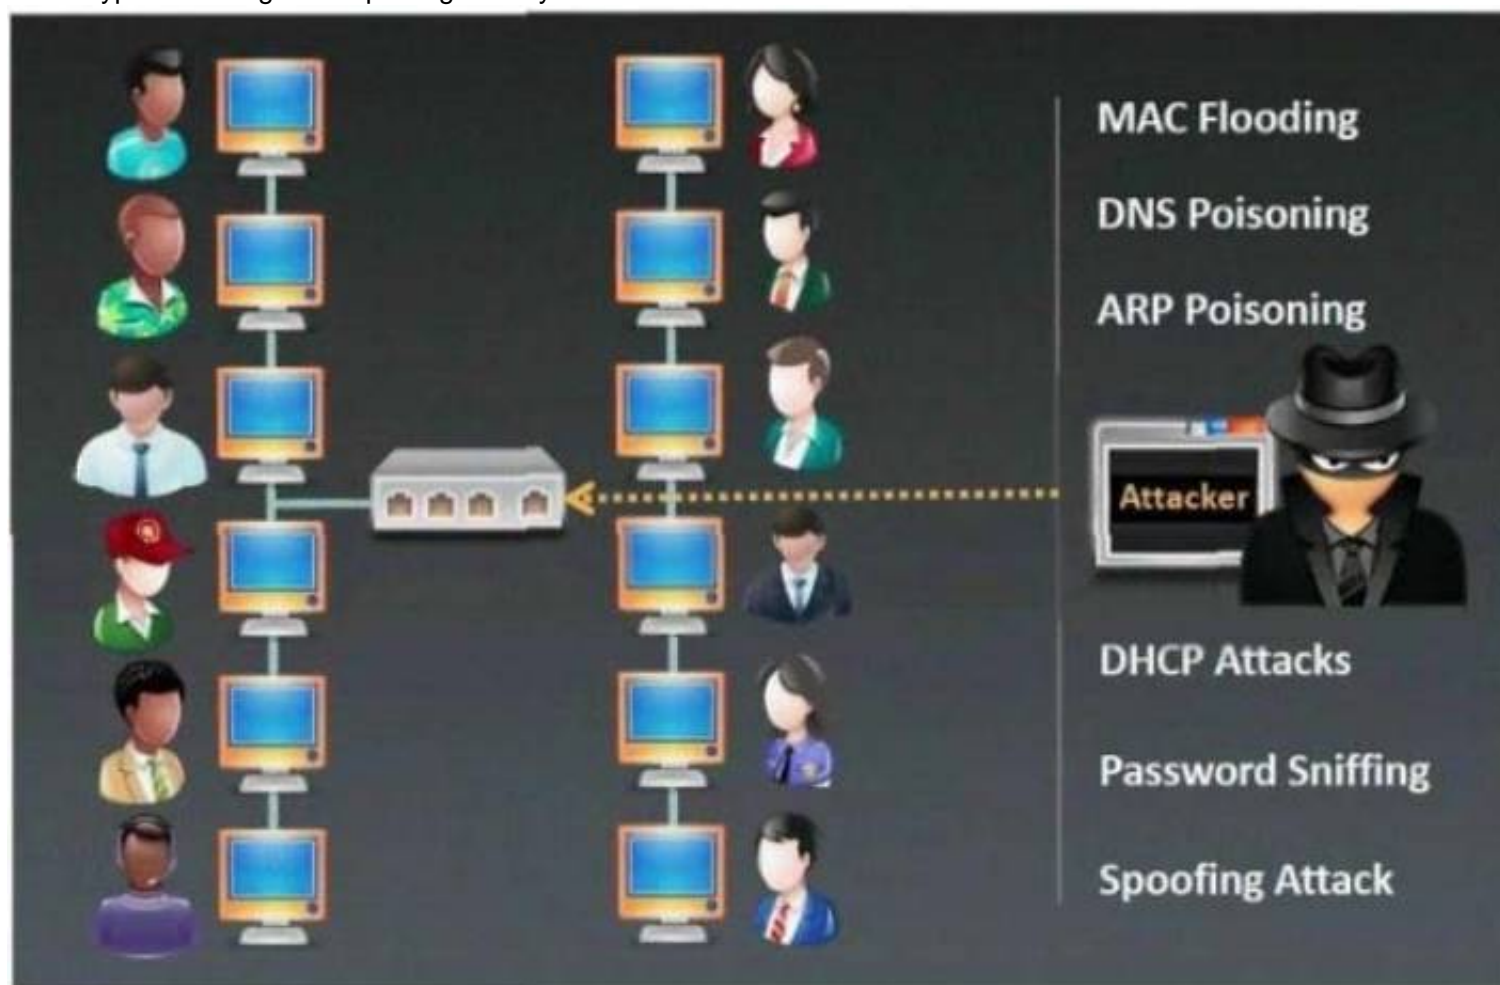 MAC Flooding
DNS Poisoning
ARP Poisoning
Attacker
DHCP Attacks
Password Sniffing
Spoofing Attack